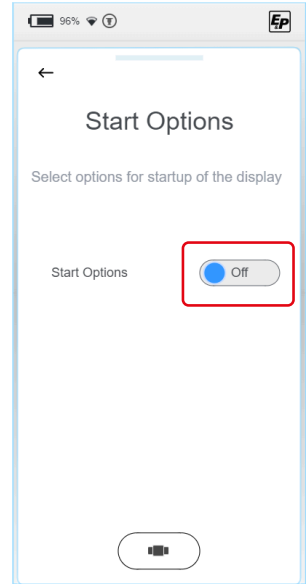 96%
EP
Start Options
Select options for startup of the display
Start Options
Off